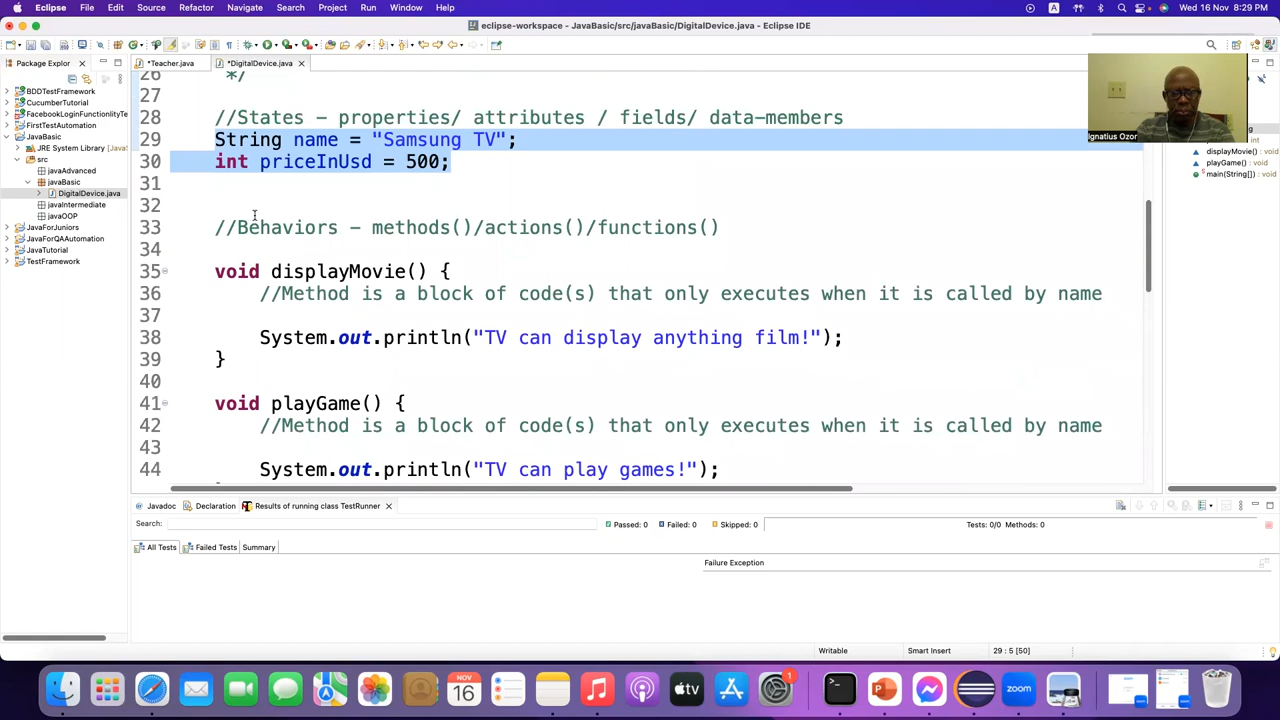 Eclipse File Edit Source Refactor Navigate Search Project Run Window Help
Wed 16 Nov 8:29 PM
eclipse-workspace - JavaBasic/src/javaBasic/DigitalDevice.java - Eclipse IDE
Package Explorer
*Teacher.java
*DigitalDevice.java
BDDTestFramework
CucumberTutorial
FacebookLoginFunctionlityTe
FirstTestAutomation
JavaBasic
JRE System Library [Java
src
javaAdvanced
javaBasic
DigitalDevice.java
javaIntermediate
javaOOP
JavaForJuniors
JavaForQAAutomation
JavaTutorial
TestFramework
26 */
27
28 //States - properties/ attributes / fields/ data-members
29 String name = "Samsung TV";
30 int priceInUsd = 500;
31
32
33 //Behaviors - methods()/actions()/functions()
34
35 void displayMovie() {
36 //Method is a block of code(s) that only executes when it is called by name
37
38 System.out.println("TV can display anything film!");
39 }
40
41 void playGame() {
42 //Method is a block of code(s) that only executes when it is called by name
43
44 System.out.println("TV can play games!");
Ignatius Ozor
displayMovie() : void
playGame() : void
main(String[]) : void
Javadoc
Declaration
Results of running class TestRunner
Search:
Passed: 0
Failed: 0
Skipped: 0
Tests: 0/0 Methods: 0
All Tests
Failed Tests
Summary
Failure Exception
Writable
Smart Insert
29 : 5 [50]
NOV
16
tv
1
zoom